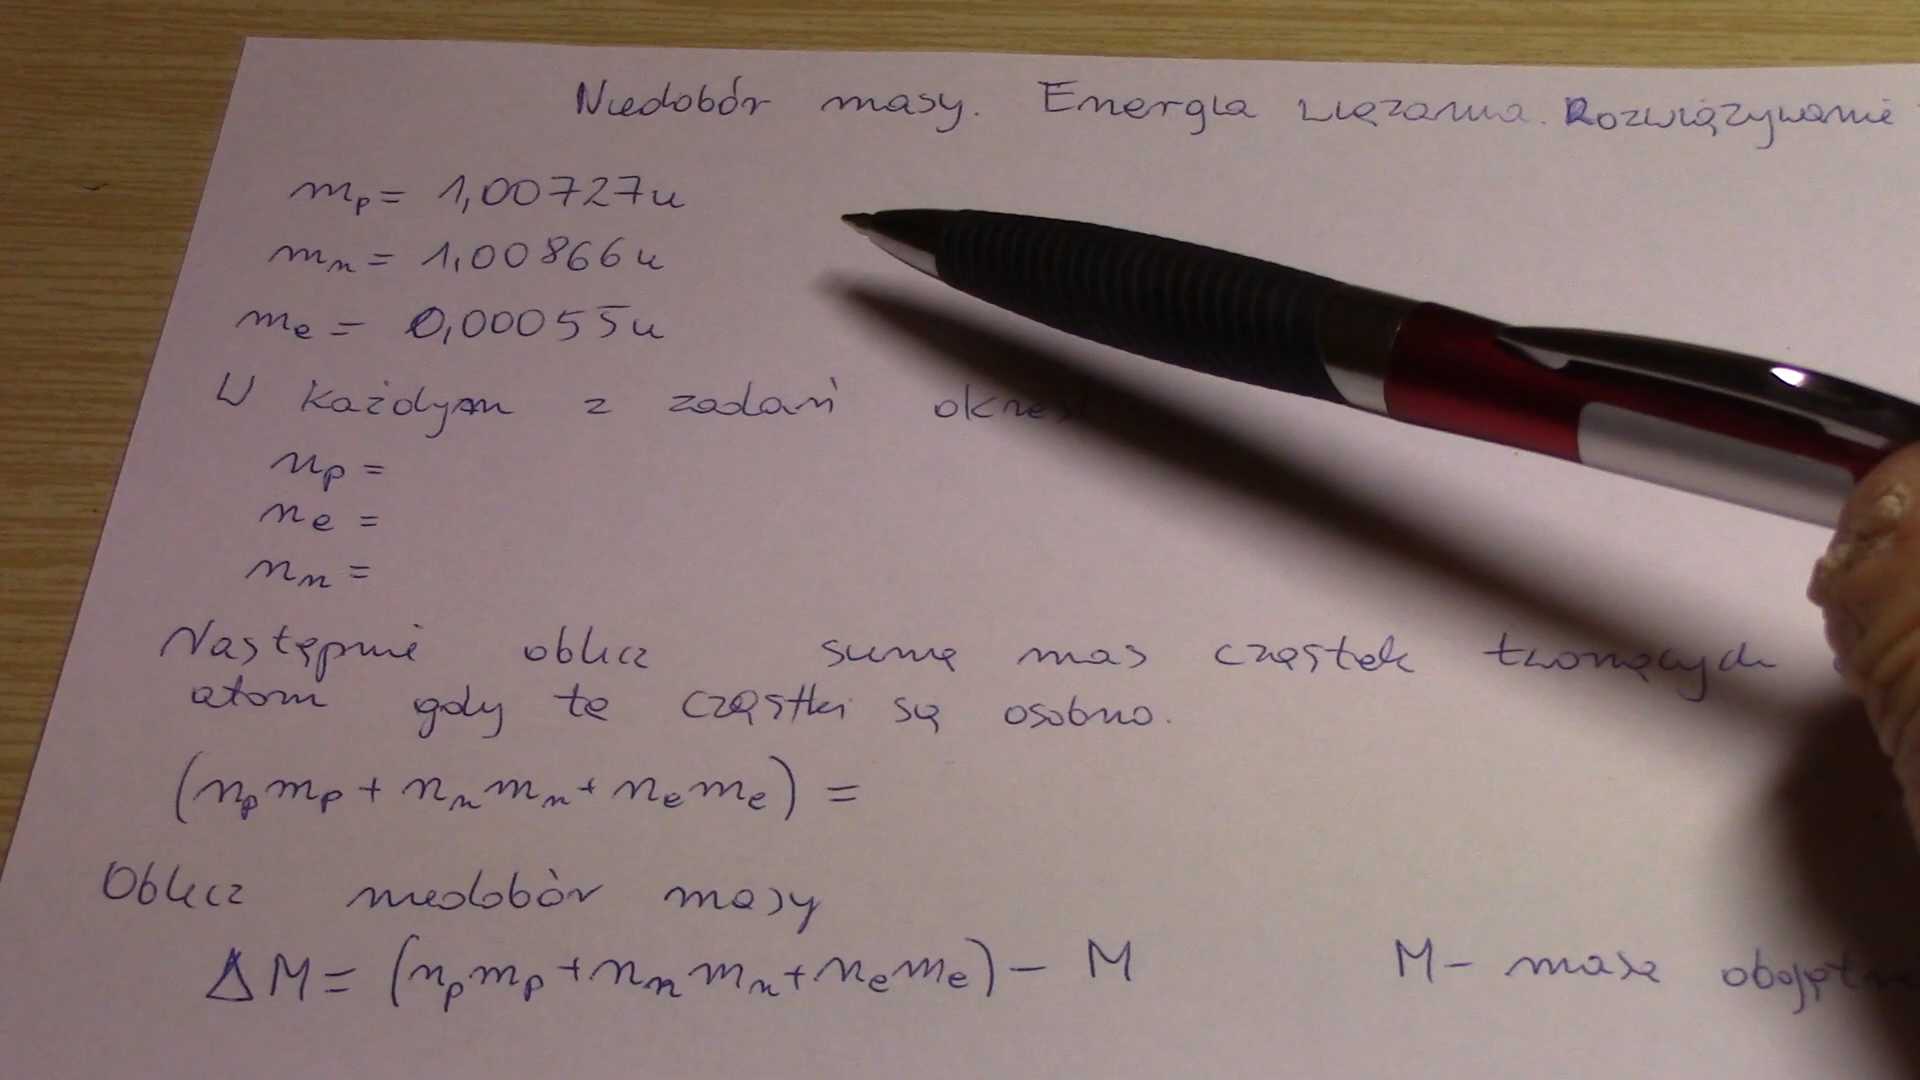 Niedobór masy. Energia wiązania. Rozwiązywanie
mp = 1,00727u
mn = 1,00866u
me = 0,00055u
W każdym z zadań określ
np =
ne =
nn =
Następnie oblicz sumę mas cząstek tworzących
atom gdy te cząstki są osobno.
(npmp + nnmn + neme) =
Oblicz niedobór masy
ΔM = (npmp + nnmn + neme) - M M - masa